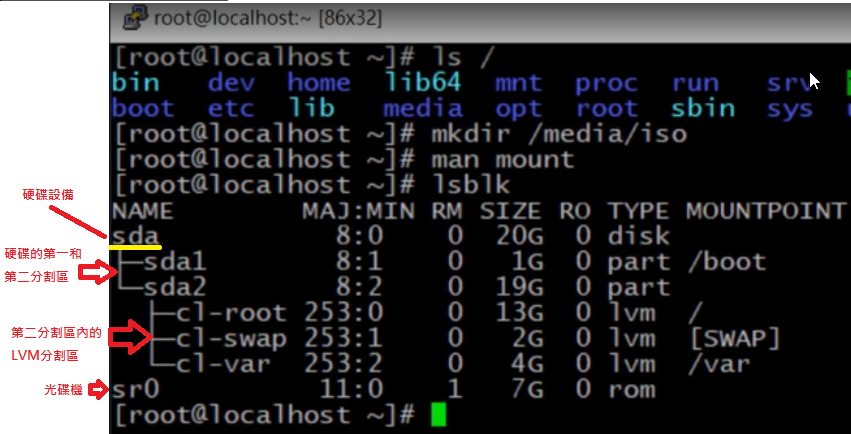 root@localhost:~ [86x32]
[root@localhost ~]# ls /
bin dev home lib64 mnt proc run srv
boot etc lib media opt root sbin sys
[root@localhost ~]# mkdir /media/iso
[root@localhost ~]# man mount
[root@localhost ~]# lsblk
硬碟設備
NAME MAJ:MIN RM SIZE RO TYPE MOUNTPOINT
sda 8:0 0 20G 0 disk
硬碟的第一和
第二分割區
├─sda1 8:1 0 1G 0 part /boot
└─sda2 8:2 0 19G 0 part
第二分割區內的
LVM分割區
├─cl-root 253:0 0 13G 0 lvm /
├─cl-swap 253:1 0 2G 0 lvm [SWAP]
└─cl-var 253:2 0 4G 0 lvm /var
光碟機
sr0 11:0 1 7G 0 rom
[root@localhost ~]#